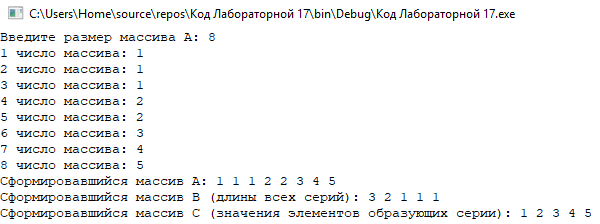 C:\Users\Home\source\repos\Код Лабораторной 17\bin\Debug\Код Лабораторной 17.exe
Введите размер массива A: 8
1 число массива: 1
2 число массива: 1
3 число массива: 1
4 число массива: 2
5 число массива: 2
6 число массива: 3
7 число массива: 4
8 число массива: 5
Сформировавшийся массив A: 1 1 1 2 2 3 4 5
Сформировавшийся массив B (длины всех серий): 3 2 1 1 1
Сформировавшийся массив C (значения элементов образующих серии): 1 2 3 4 5